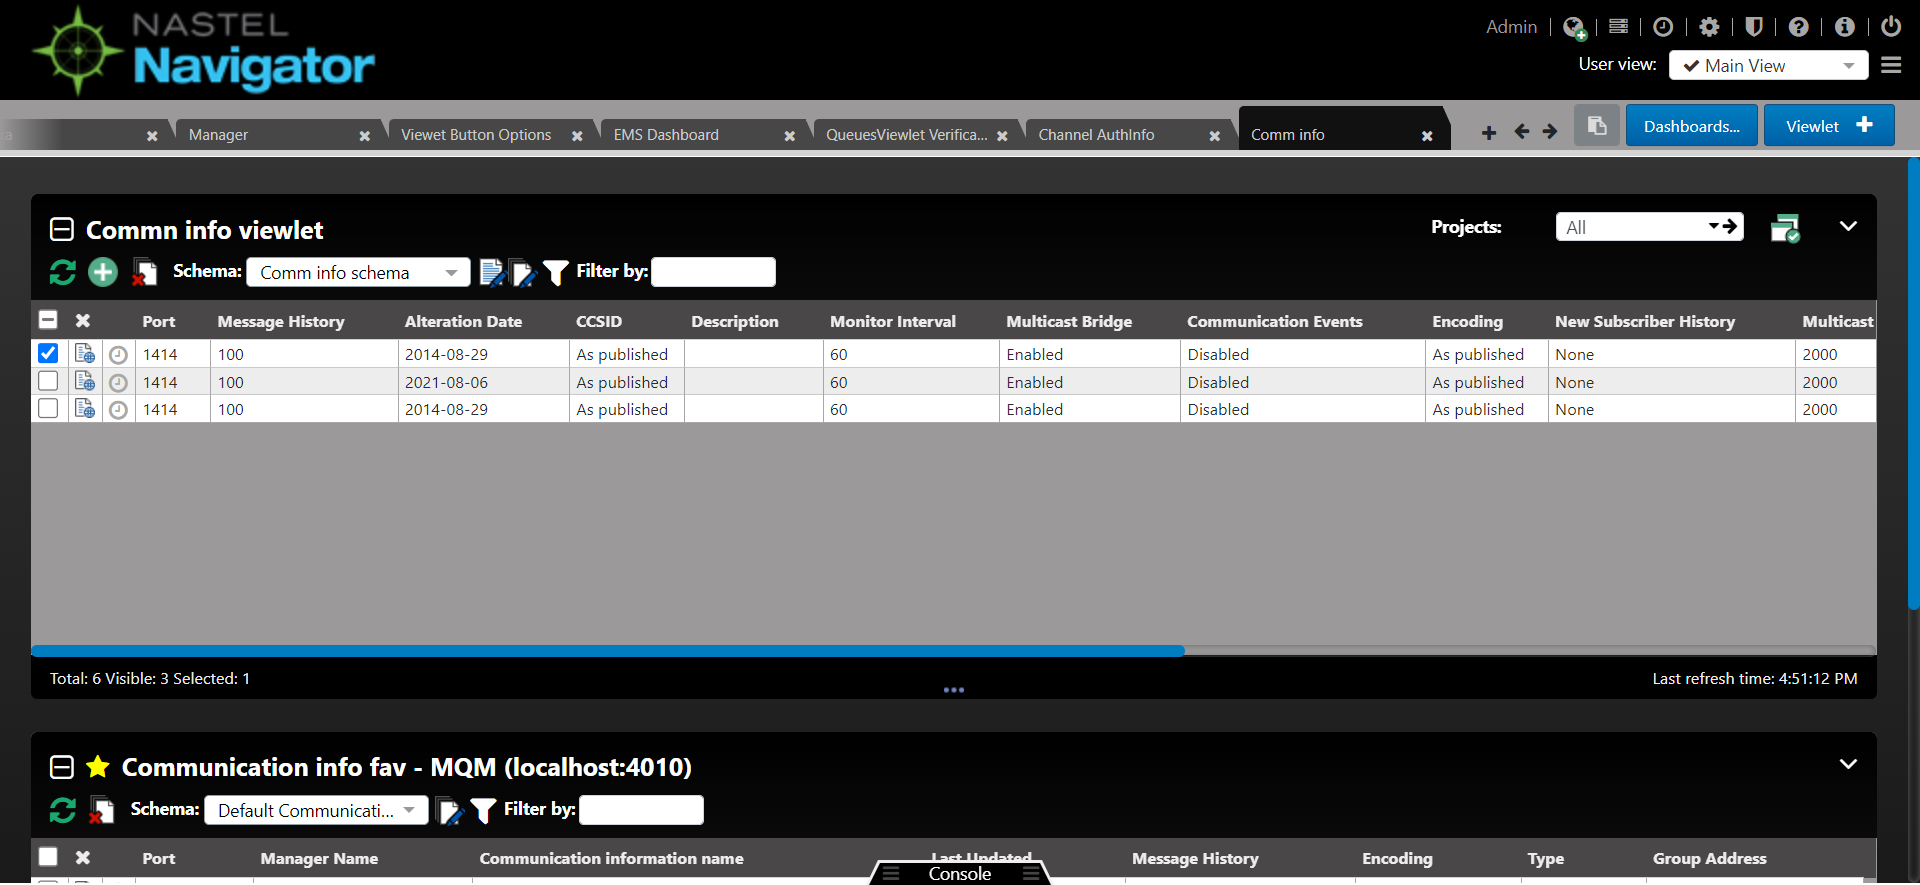 NASTEL
Navigator
Admin
User view: Main View
a Manager Viewet Button Options EMS Dashboard QueuesViewlet Verifica... Channel AuthInfo Comm info Dashboards... Viewlet
Commn info viewlet Projects: All
Schema: Comm info schema Filter by:
Port Message History Alteration Date CCSID Description Monitor Interval Multicast Bridge Communication Events Encoding New Subscriber History Multicast
1414 100 2014-08-29 As published 60 Enabled Disabled As published None 2000
1414 100 2021-08-06 As published 60 Enabled Disabled As published None 2000
1414 100 2014-08-29 As published 60 Enabled Disabled As published None 2000
Total: 6 Visible: 3 Selected: 1 Last refresh time: 4:51:12 PM
Communication info fav - MQM (localhost:4010)
Schema: Default Communicati... Filter by:
Port Manager Name Communication information name Last Updated Message History Encoding Type Group Address
Console